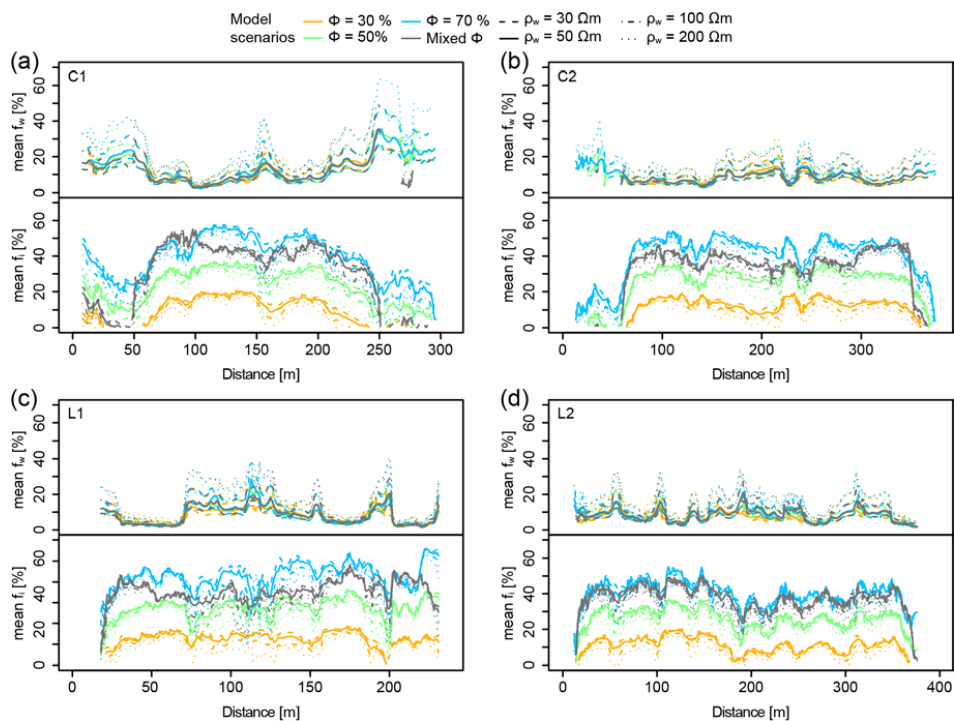 Model Φ = 30 % Φ = 70 % ρw = 30 Ωm ρw = 100 Ωm
scenarios Φ = 50% Mixed Φ ρw = 50 Ωm ρw = 200 Ωm
(a) (b)
C1 C2
mean fw [%] 0 20 40 60
mean fi [%] 0 20 40 60
0 50 100 150 200 250 300
Distance [m]
mean fw [%] 0 20 40 60
mean fi [%] 0 20 40 60
0 100 200 300
Distance [m]
(c) (d)
L1 L2
mean fw [%] 0 20 40 60
mean fi [%] 0 20 40 60
0 50 100 150 200
Distance [m]
mean fw [%] 0 20 40 60
mean fi [%] 0 20 40 60
0 100 200 300 400
Distance [m]